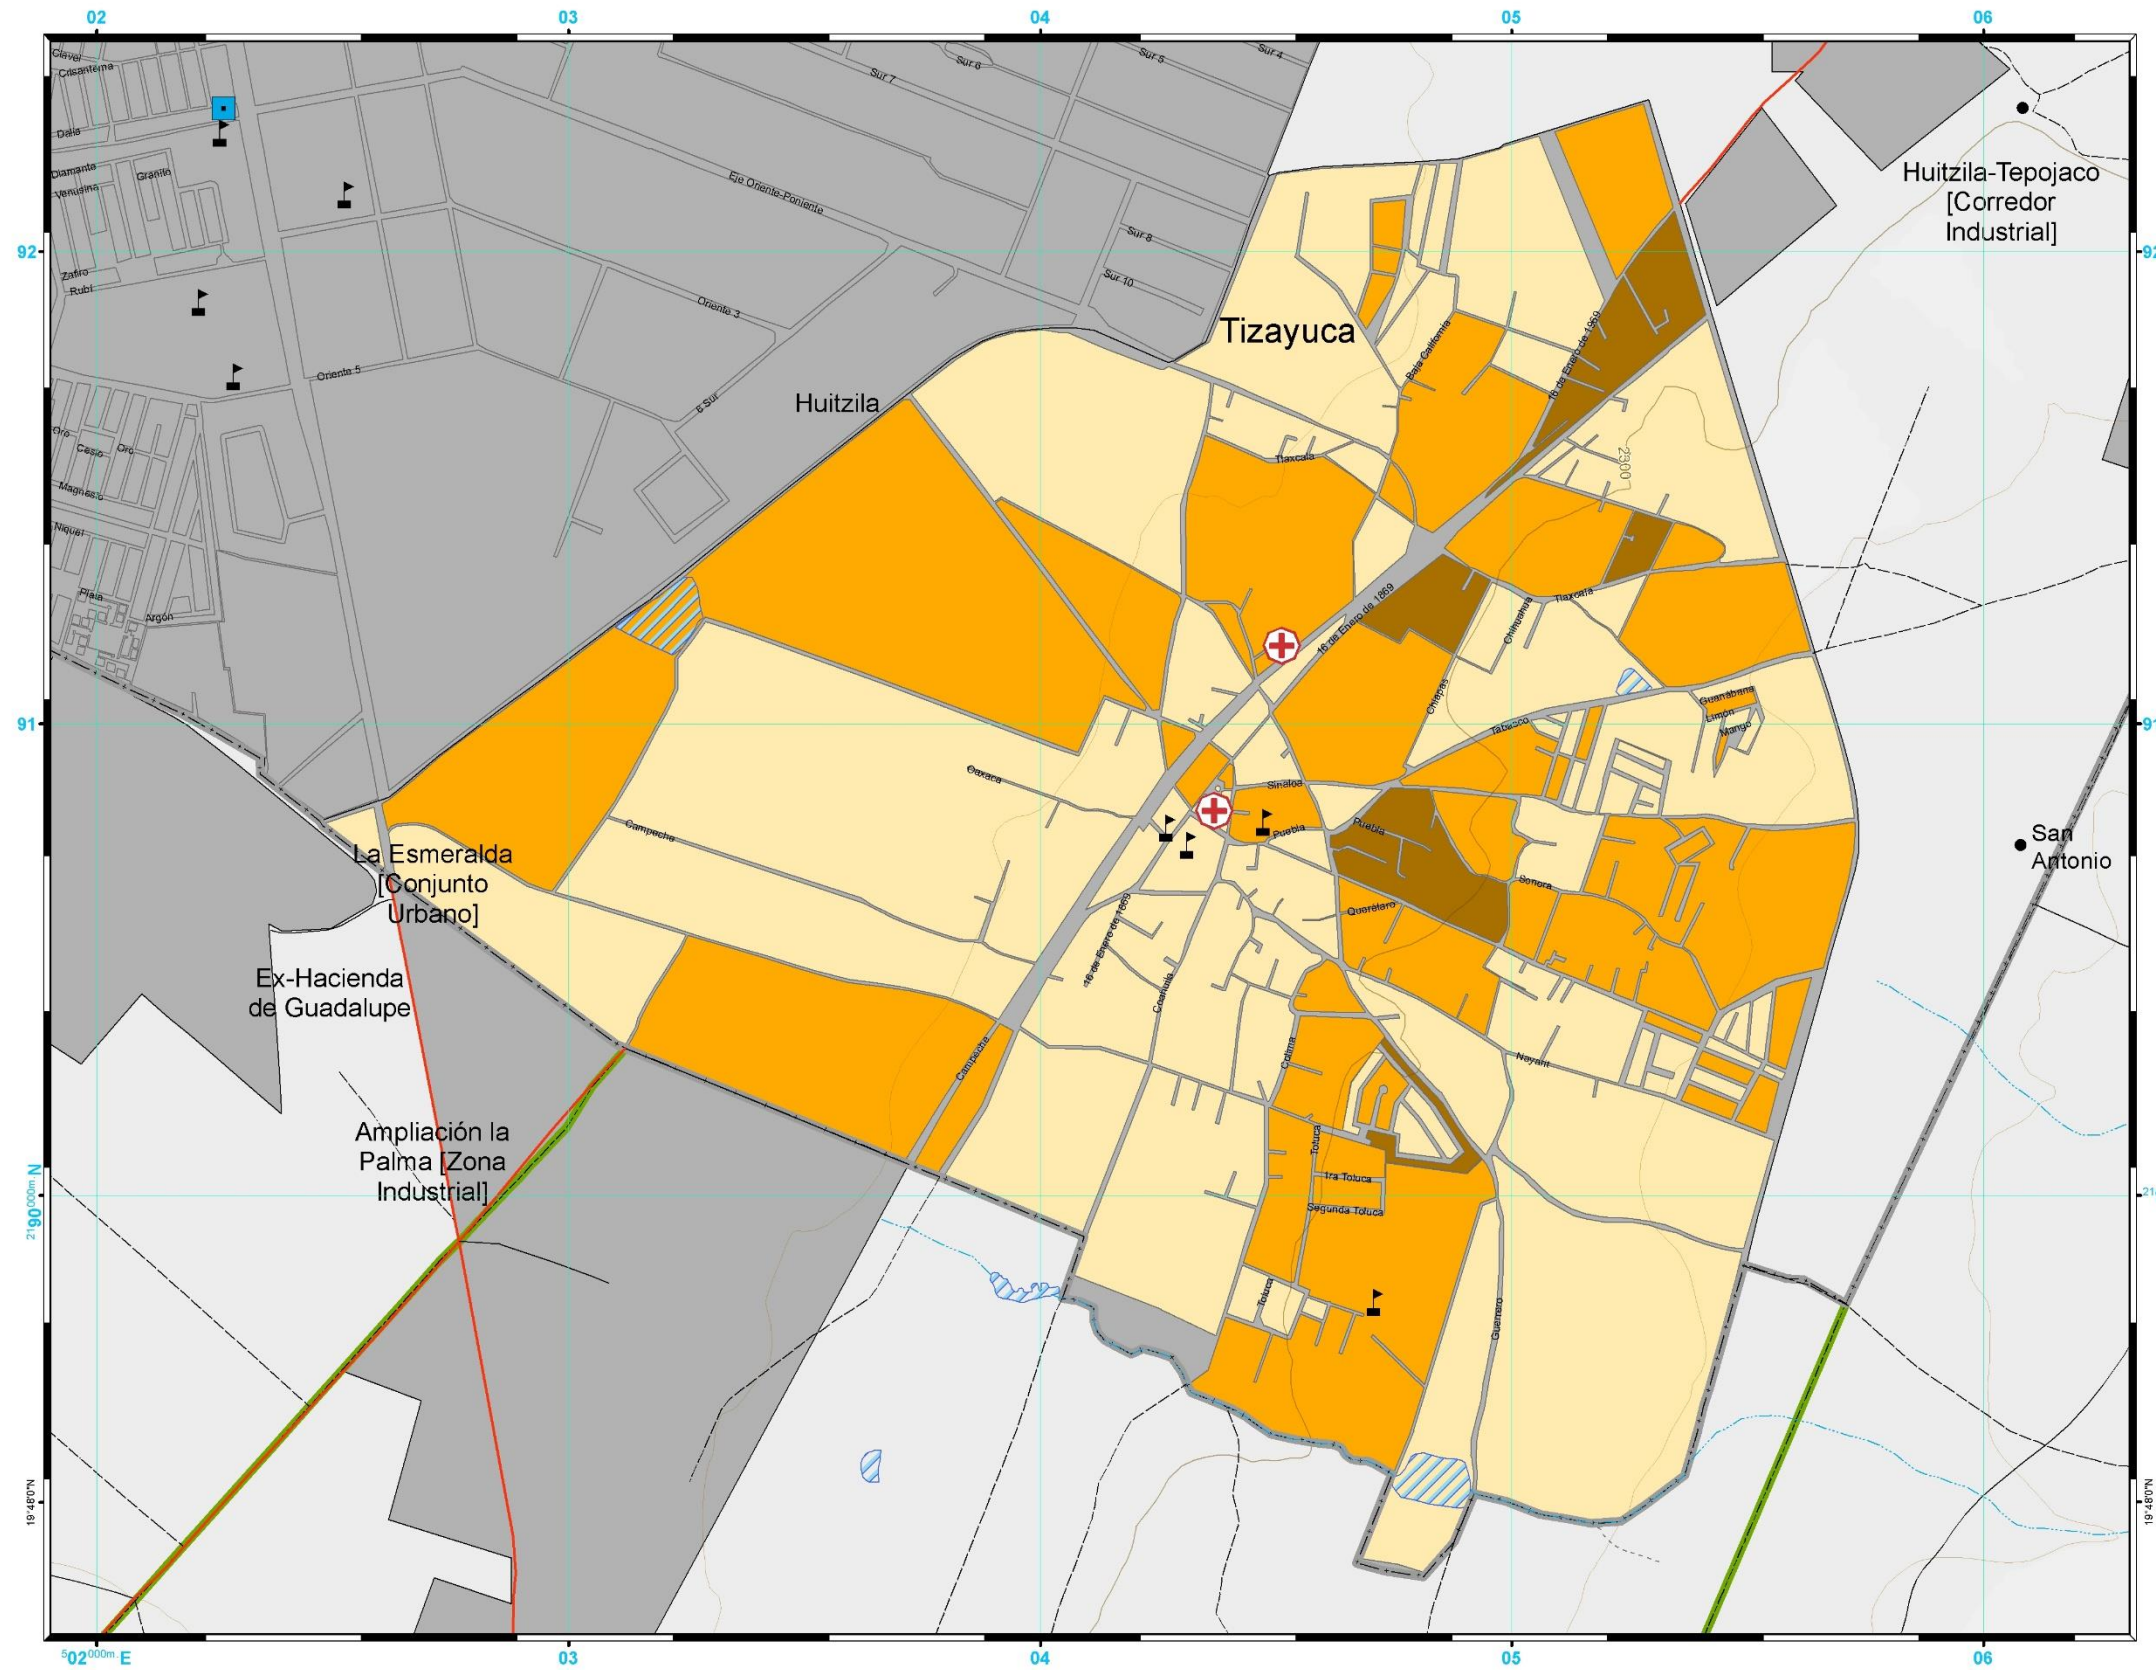 02 03 04 05 06
Clavel
Crisantema
Dalia
Diamante
Venusina
Granito
Zafiro
Rubí
Sur 7
Sur 6
Sur 5
Sur 4
Eje Oriente-Poniente
Sur 8
Sur 10
Oriente 3
Oriente 5
6 Sur
Huitzila-Tepojaco
[Corredor
Industrial]
92
92
Tizayuca
Huitzila
Baja California
16 de Enero de 1869
Tlaxcala
2300
Oro
Cesio
Oro
Magnesio
Niquel
Plata
Argón
16 de Enero de 1869
Chihuahua
Tlaxcala
Chiapas
Tabasco
Guanábana
Limón
Mango
91
91
Oaxaca
Sinaloa
Campeche
Puebla
Puebla
San
Antonio
La Esmeralda
[Conjunto
Urbano]
Sonora
Querétaro
16 de Enero de 1869
Coahuila
Ex-Hacienda
de Guadalupe
Campeche
Colima
Nayarit
Ampliación la
Palma [Zona
Industrial]
Toluca
1ra Toluca
Segunda Toluca
2190000m. N
Toluca
Guerrero
19°48'0"N
19°48'0"N
502000m. E 03 04 05 06